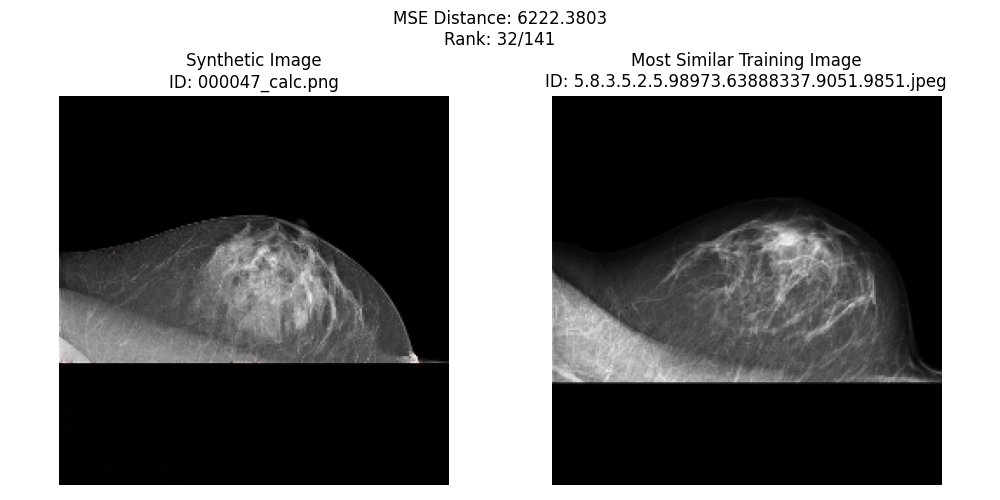 MSE Distance: 6222.3803
Rank: 32/141
Synthetic Image
ID: 000047_calc.png
Most Similar Training Image
ID: 5.8.3.5.2.5.98973.63888337.9051.9851.jpeg